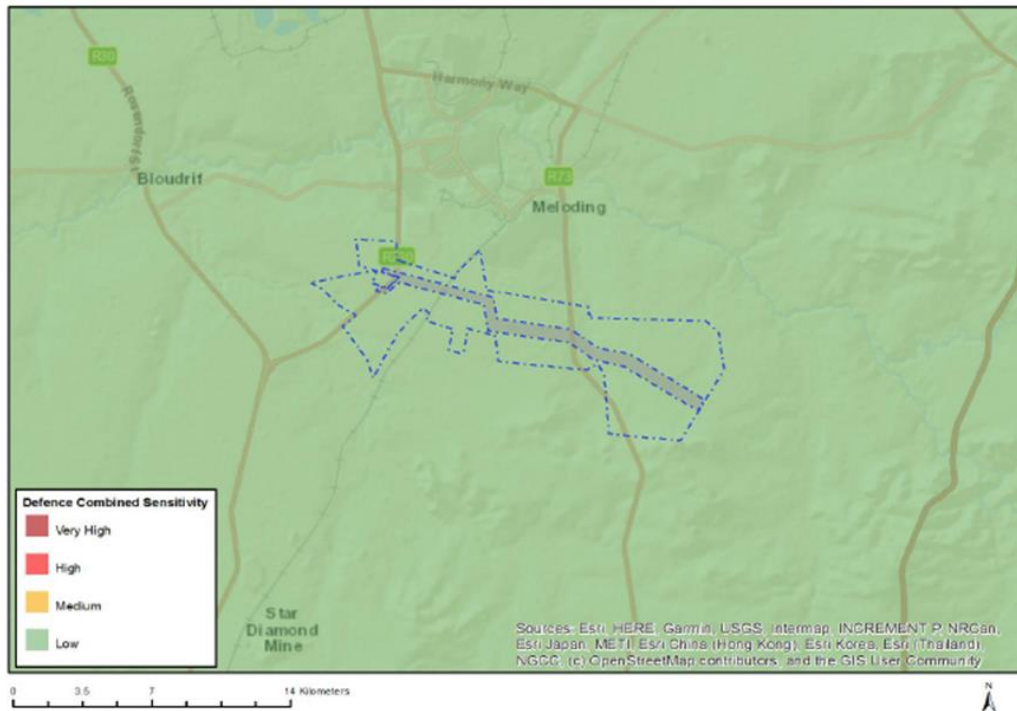 R30
Harmony Way
Rosendorf St
Bloudrif
R73
Meloding
Defence Combined Sensitivity
Very High
High
Medium
Low
Star
Diamond
Mine
Sources: Esri, HERE, Garmin, USGS, Intermap, INCREMENT P, NRCan,
Esri Japan, METI, Esri China (Hong Kong), Esri Korea, Esri (Thailand),
NGCC, (c) OpenStreetMap contributors, and the GIS User Community
0 3.5 7 14 Kilometers
N